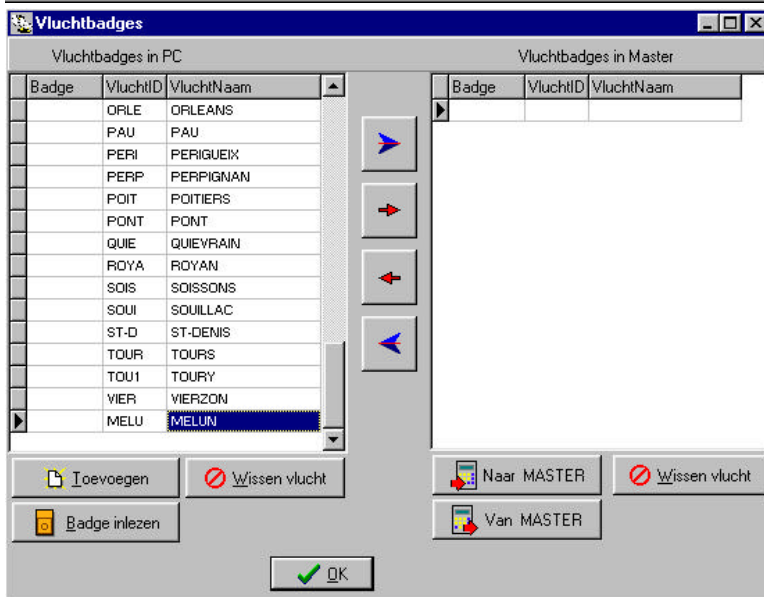 Vluchtbadges
Vluchtbadges in PC
Vluchtbadges in Master
Badge VluchtID VluchtNaam
Badge VluchtID VluchtNaam
ORLE ORLEANS
PAU PAU
PERI PERIGUEIX
PERP PERPIGNAN
POIT POITIERS
PONT PONT
QUIE QUIEVRAIN
ROYA ROYAN
SOIS SOISSONS
SOUI SOUILLAC
ST-D ST-DENIS
TOUR TOURS
TOU1 TOURY
VIER VIERZON
MELU MELUN
Toevoegen
Wissen vlucht
Naar MASTER
Wissen vlucht
Badge inlezen
Van MASTER
OK